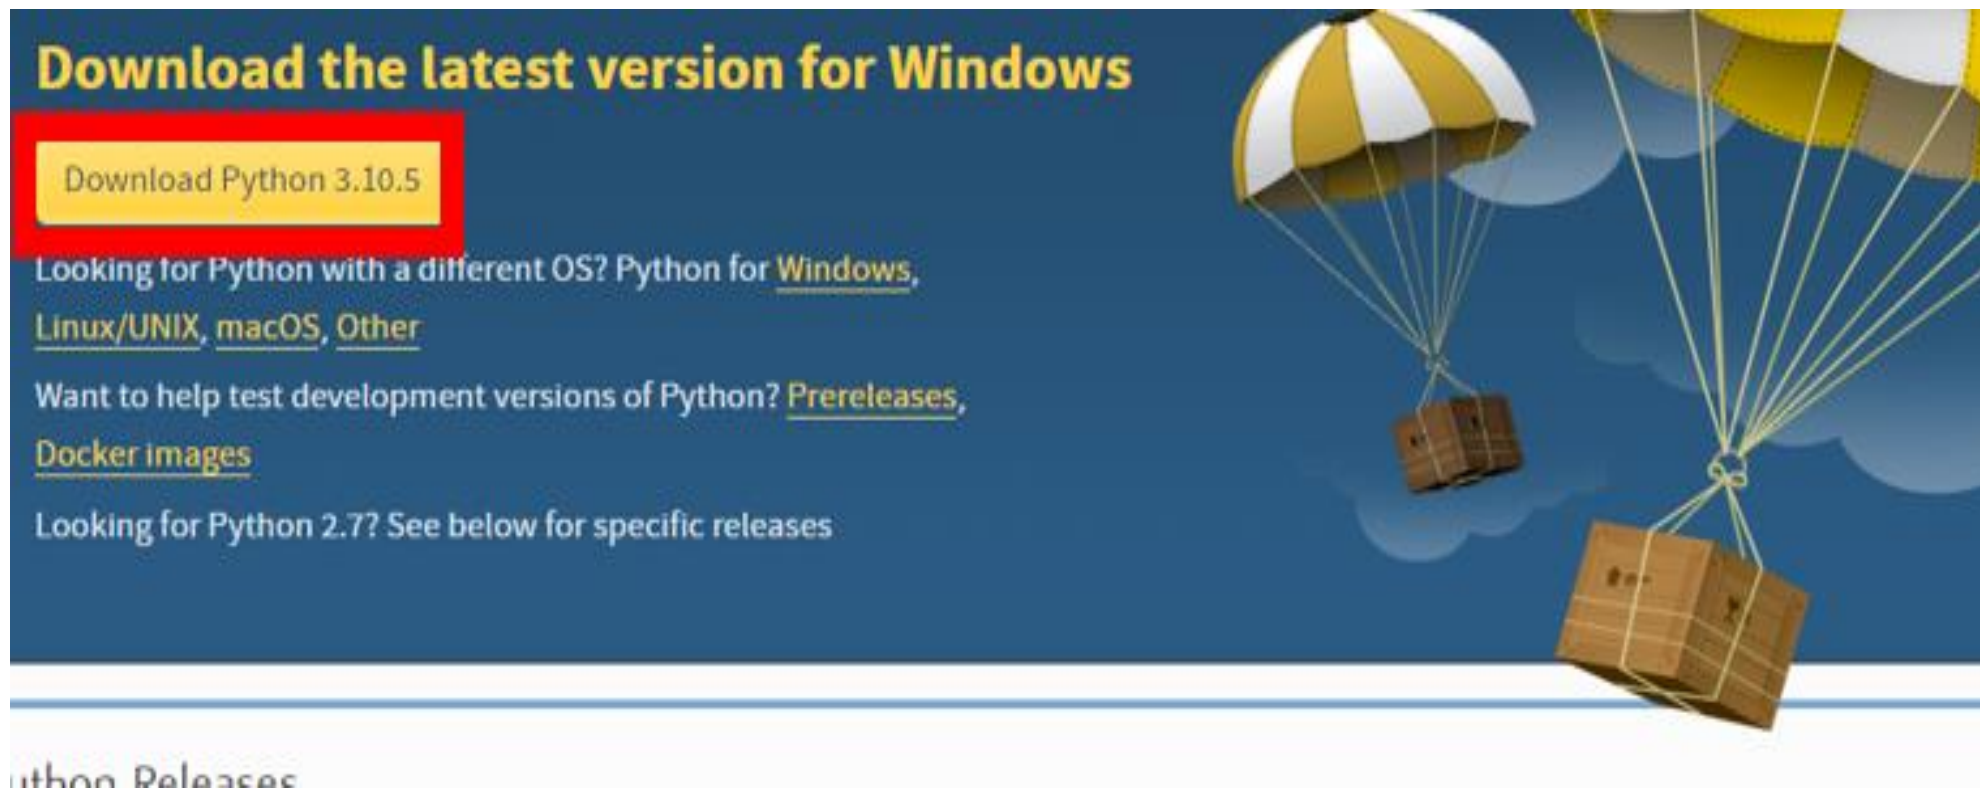 Download the latest version for Windows
Download Python 3.10.5
Looking for Python with a different OS? Python for Windows,
Linux/UNIX, macOS, Other
Want to help test development versions of Python? Prereleases,
Docker images
Looking for Python 2.7? See below for specific releases
ython Releases